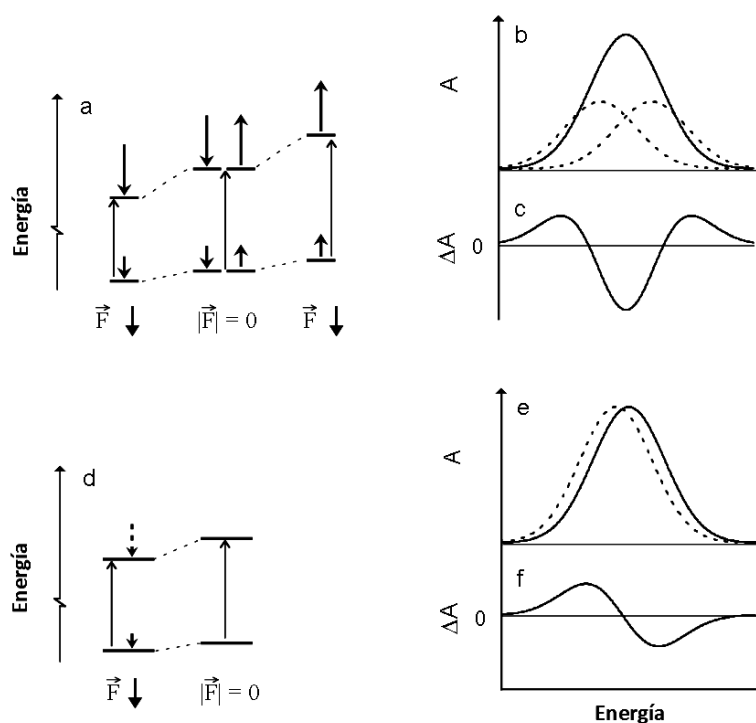 a
Energía
F⃗ |F⃗| = 0 F⃗
b
A
c
ΔA 0
d
Energía
F⃗ |F⃗| = 0
e
A
f
ΔA 0
Energía